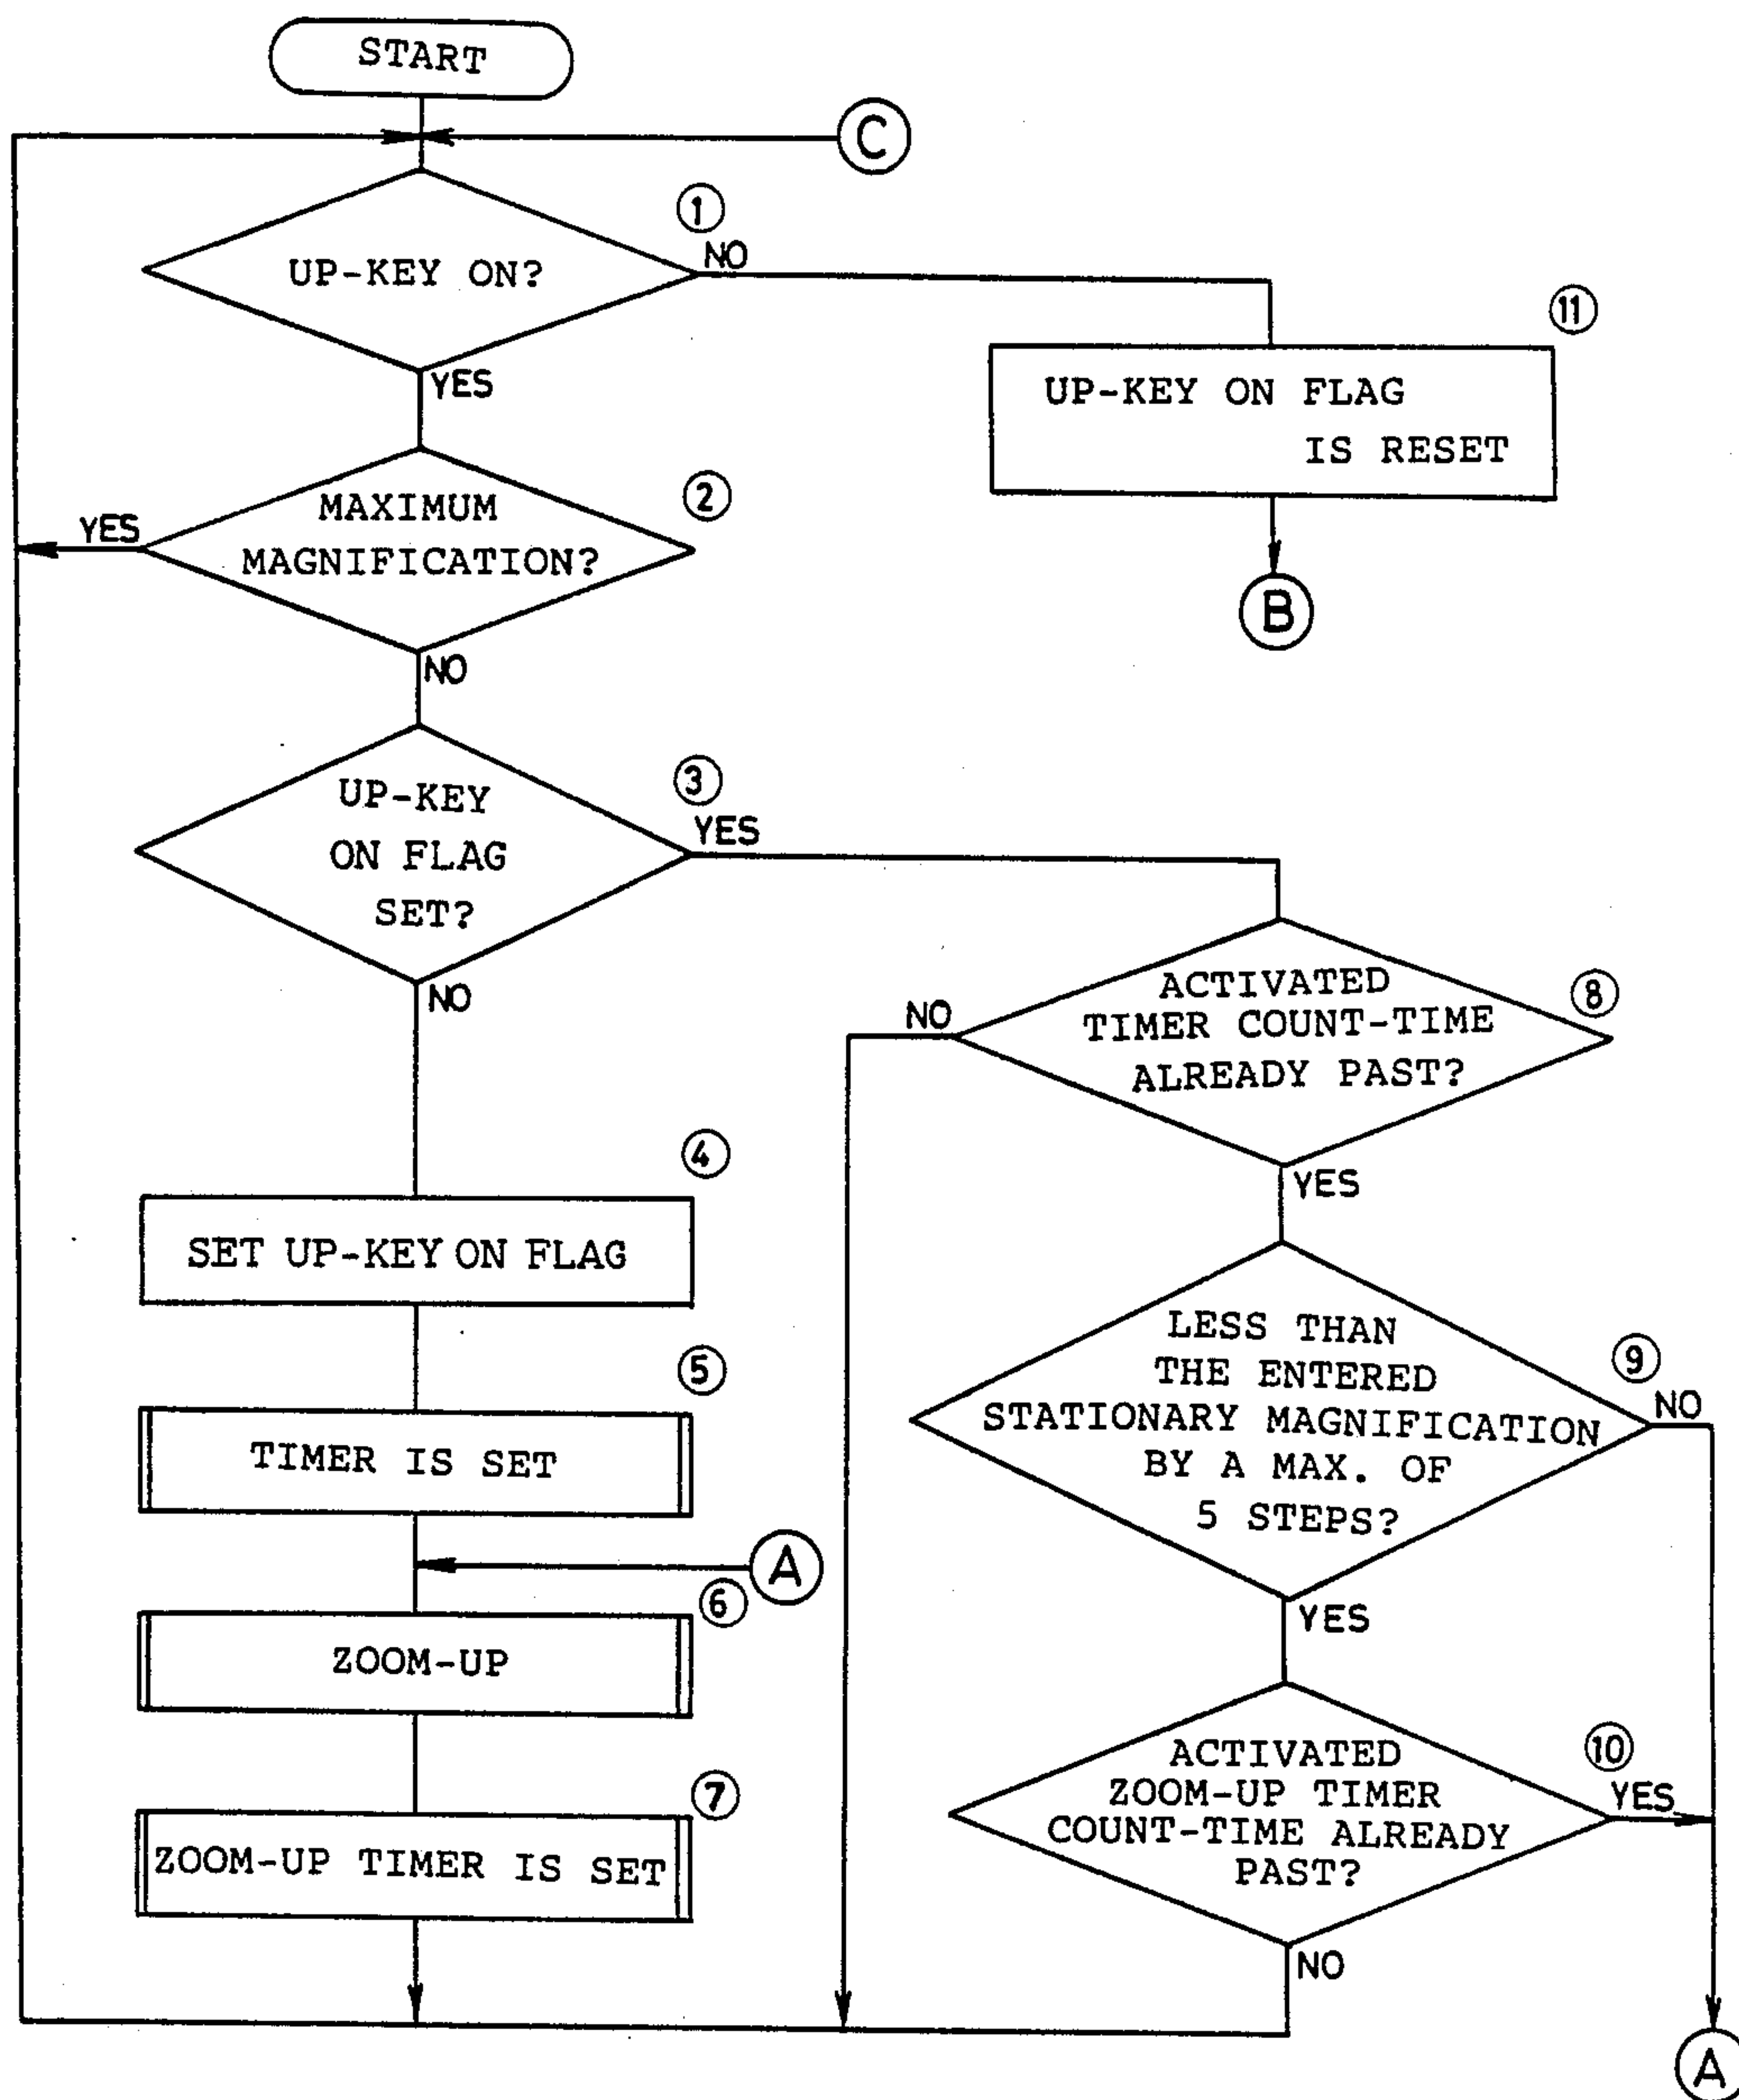 START
C
①
UP-KEY ON?
NO
YES
⑪
UP-KEY ON FLAG
IS RESET
B
②
MAXIMUM
MAGNIFICATION?
YES
NO
③
UP-KEY
ON FLAG
SET?
YES
NO
⑧
ACTIVATED
TIMER COUNT-TIME
ALREADY PAST?
NO
YES
④
SET UP-KEY ON FLAG
⑤
TIMER IS SET
A
⑥
ZOOM-UP
⑦
ZOOM-UP TIMER IS SET
⑨
LESS THAN
THE ENTERED
STATIONARY MAGNIFICATION
BY A MAX. OF
5 STEPS?
NO
YES
⑩
ACTIVATED
ZOOM-UP TIMER
COUNT-TIME ALREADY
PAST?
YES
NO
A